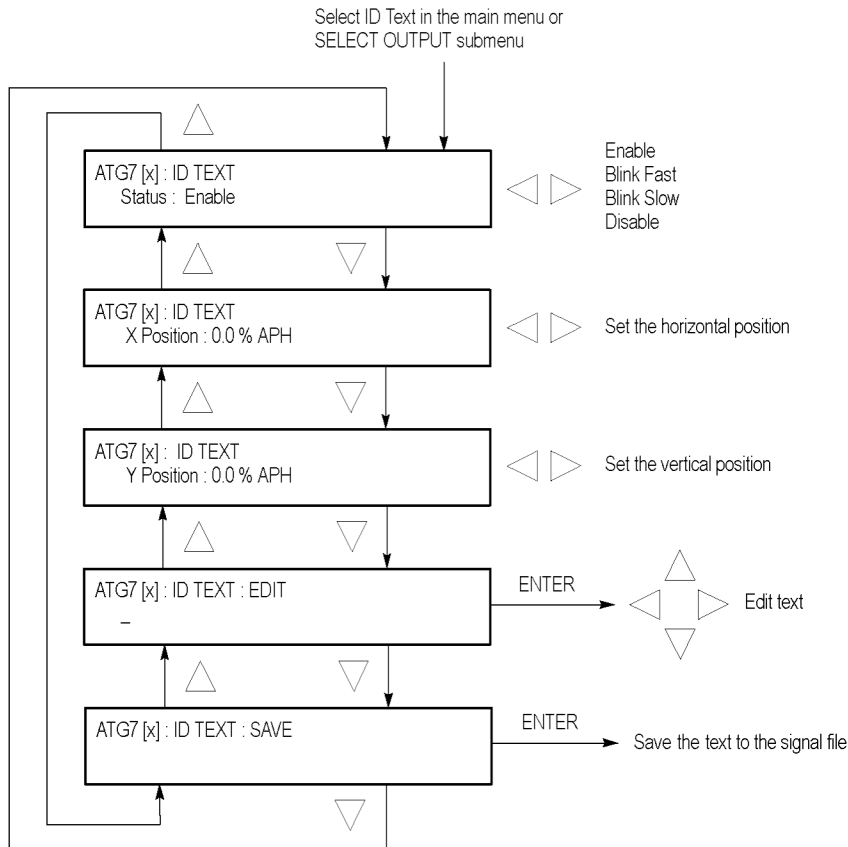 Select ID Text in the main menu or
SELECT OUTPUT submenu
ATG7 [x] : ID TEXT
Status : Enable
Enable
Blink Fast
Blink Slow
Disable
ATG7 [x] : ID TEXT
X Position : 0.0 % APH
Set the horizontal position
ATG7 [x] : ID TEXT
Y Position : 0.0 % APH
Set the vertical position
ATG7 [x] : ID TEXT : EDIT
_
ENTER
Edit text
ATG7 [x] : ID TEXT : SAVE
ENTER
Save the text to the signal file